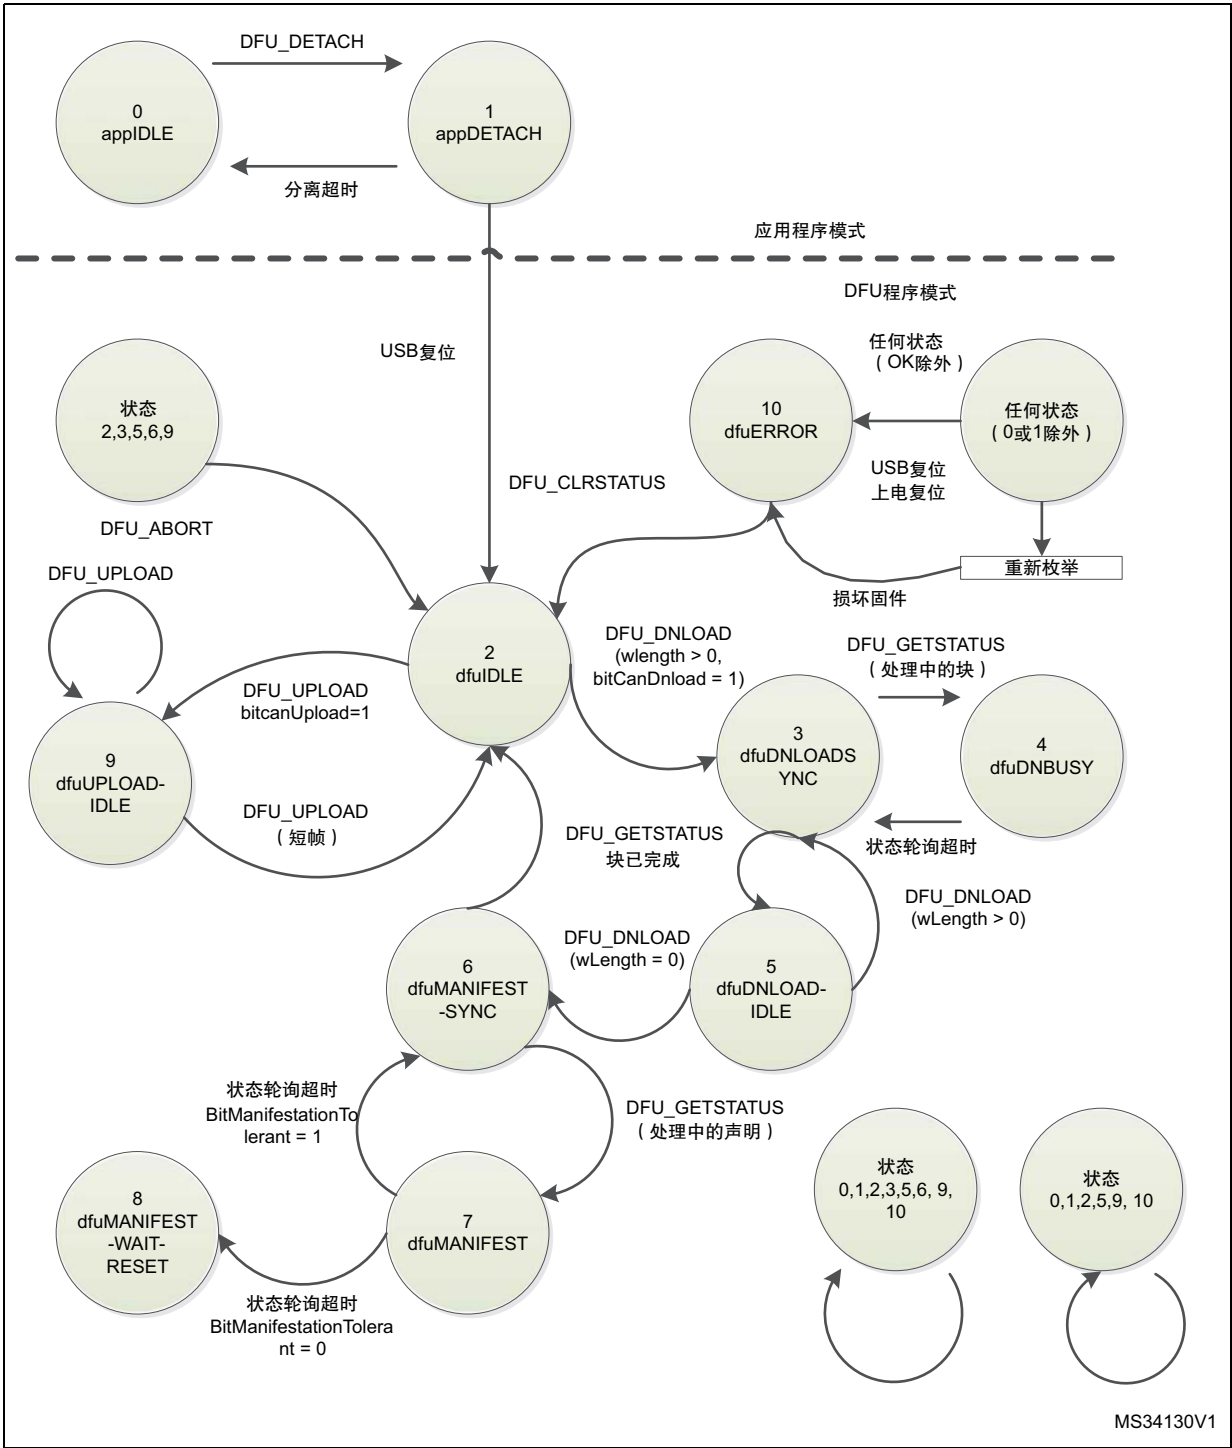 DFU_DETACH
0
appIDLE
1
appDETACH
分离超时
应用程序模式
DFU程序模式
USB复位
任何状态
（OK除外）
状态
2,3,5,6,9
10
dfuERROR
任何状态
（0或1除外）
USB复位
上电复位
DFU_CLRSTATUS
DFU_ABORT
重新枚举
损坏固件
DFU_UPLOAD
DFU_DNLOAD
(wlength > 0,
bitCanDnload = 1)
DFU_GETSTATUS
（处理中的块）
2
dfuIDLE
DFU_UPLOAD
bitcanUpload=1
3
dfuDNLOADS
YNC
4
dfuDNBUSY
9
dfuUPLOAD-
IDLE
DFU_UPLOAD
（短帧）
DFU_GETSTATUS
块已完成
状态轮询超时
DFU_DNLOAD
(wLength > 0)
DFU_DNLOAD
(wLength = 0)
6
dfuMANIFEST
-SYNC
5
dfuDNLOAD-
IDLE
状态轮询超时
BitManifestationTo
lerant = 1
DFU_GETSTATUS
（处理中的声明）
8
dfuMANIFEST
-WAIT-
RESET
7
dfuMANIFEST
状态
0,1,2,3,5,6, 9,
10
状态
0,1,2,5,9, 10
状态轮询超时
BitManifestationTolera
nt = 0
MS34130V1